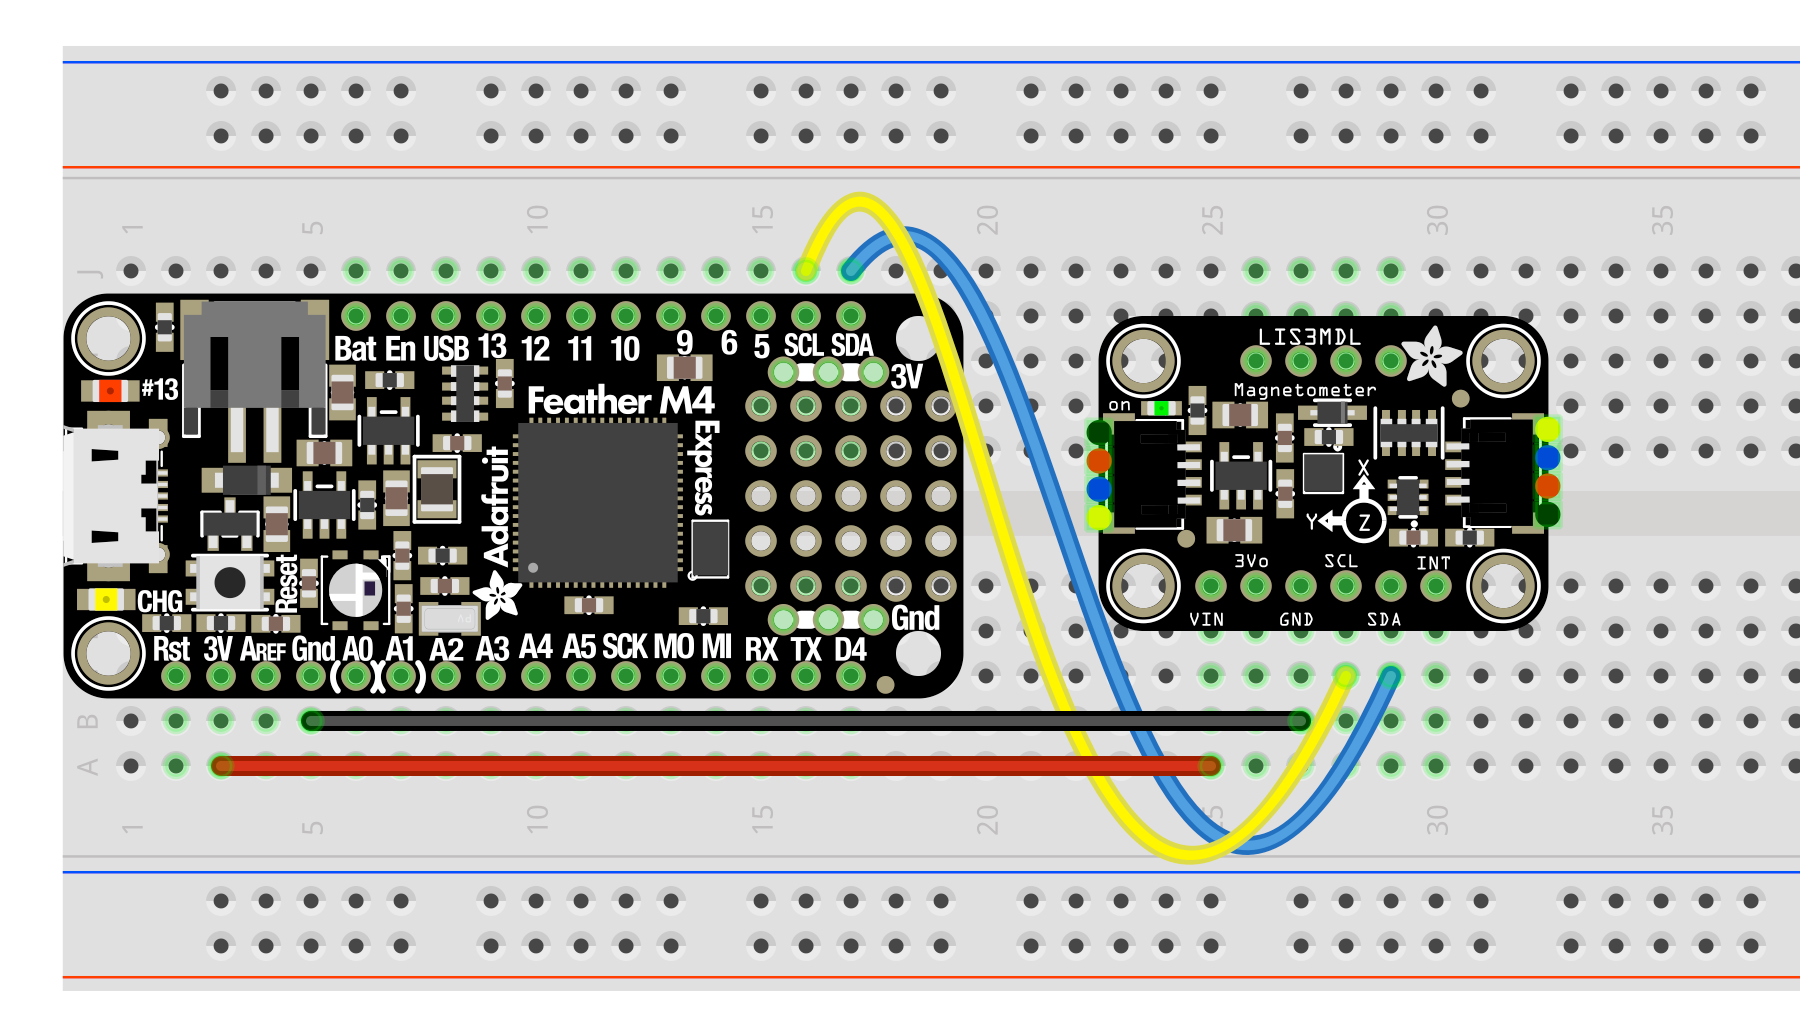 1 5 10 15 20 25 30 35
J
Bat En USB 13 12 11 10 9 6 5 SCL SDA
3V
#13
Feather M4
Express
Adafruit
Reset
CHG
Gnd
Rst 3V AREF Gnd A0 A1 A2 A3 A4 A5 SCK MO MI RX TX D4
LIS3MDL
Magnetometer
on
X
Y
Z
3Vo SCL INT
VIN GND SDA
B
A
1 5 10 15 20 25 30 35